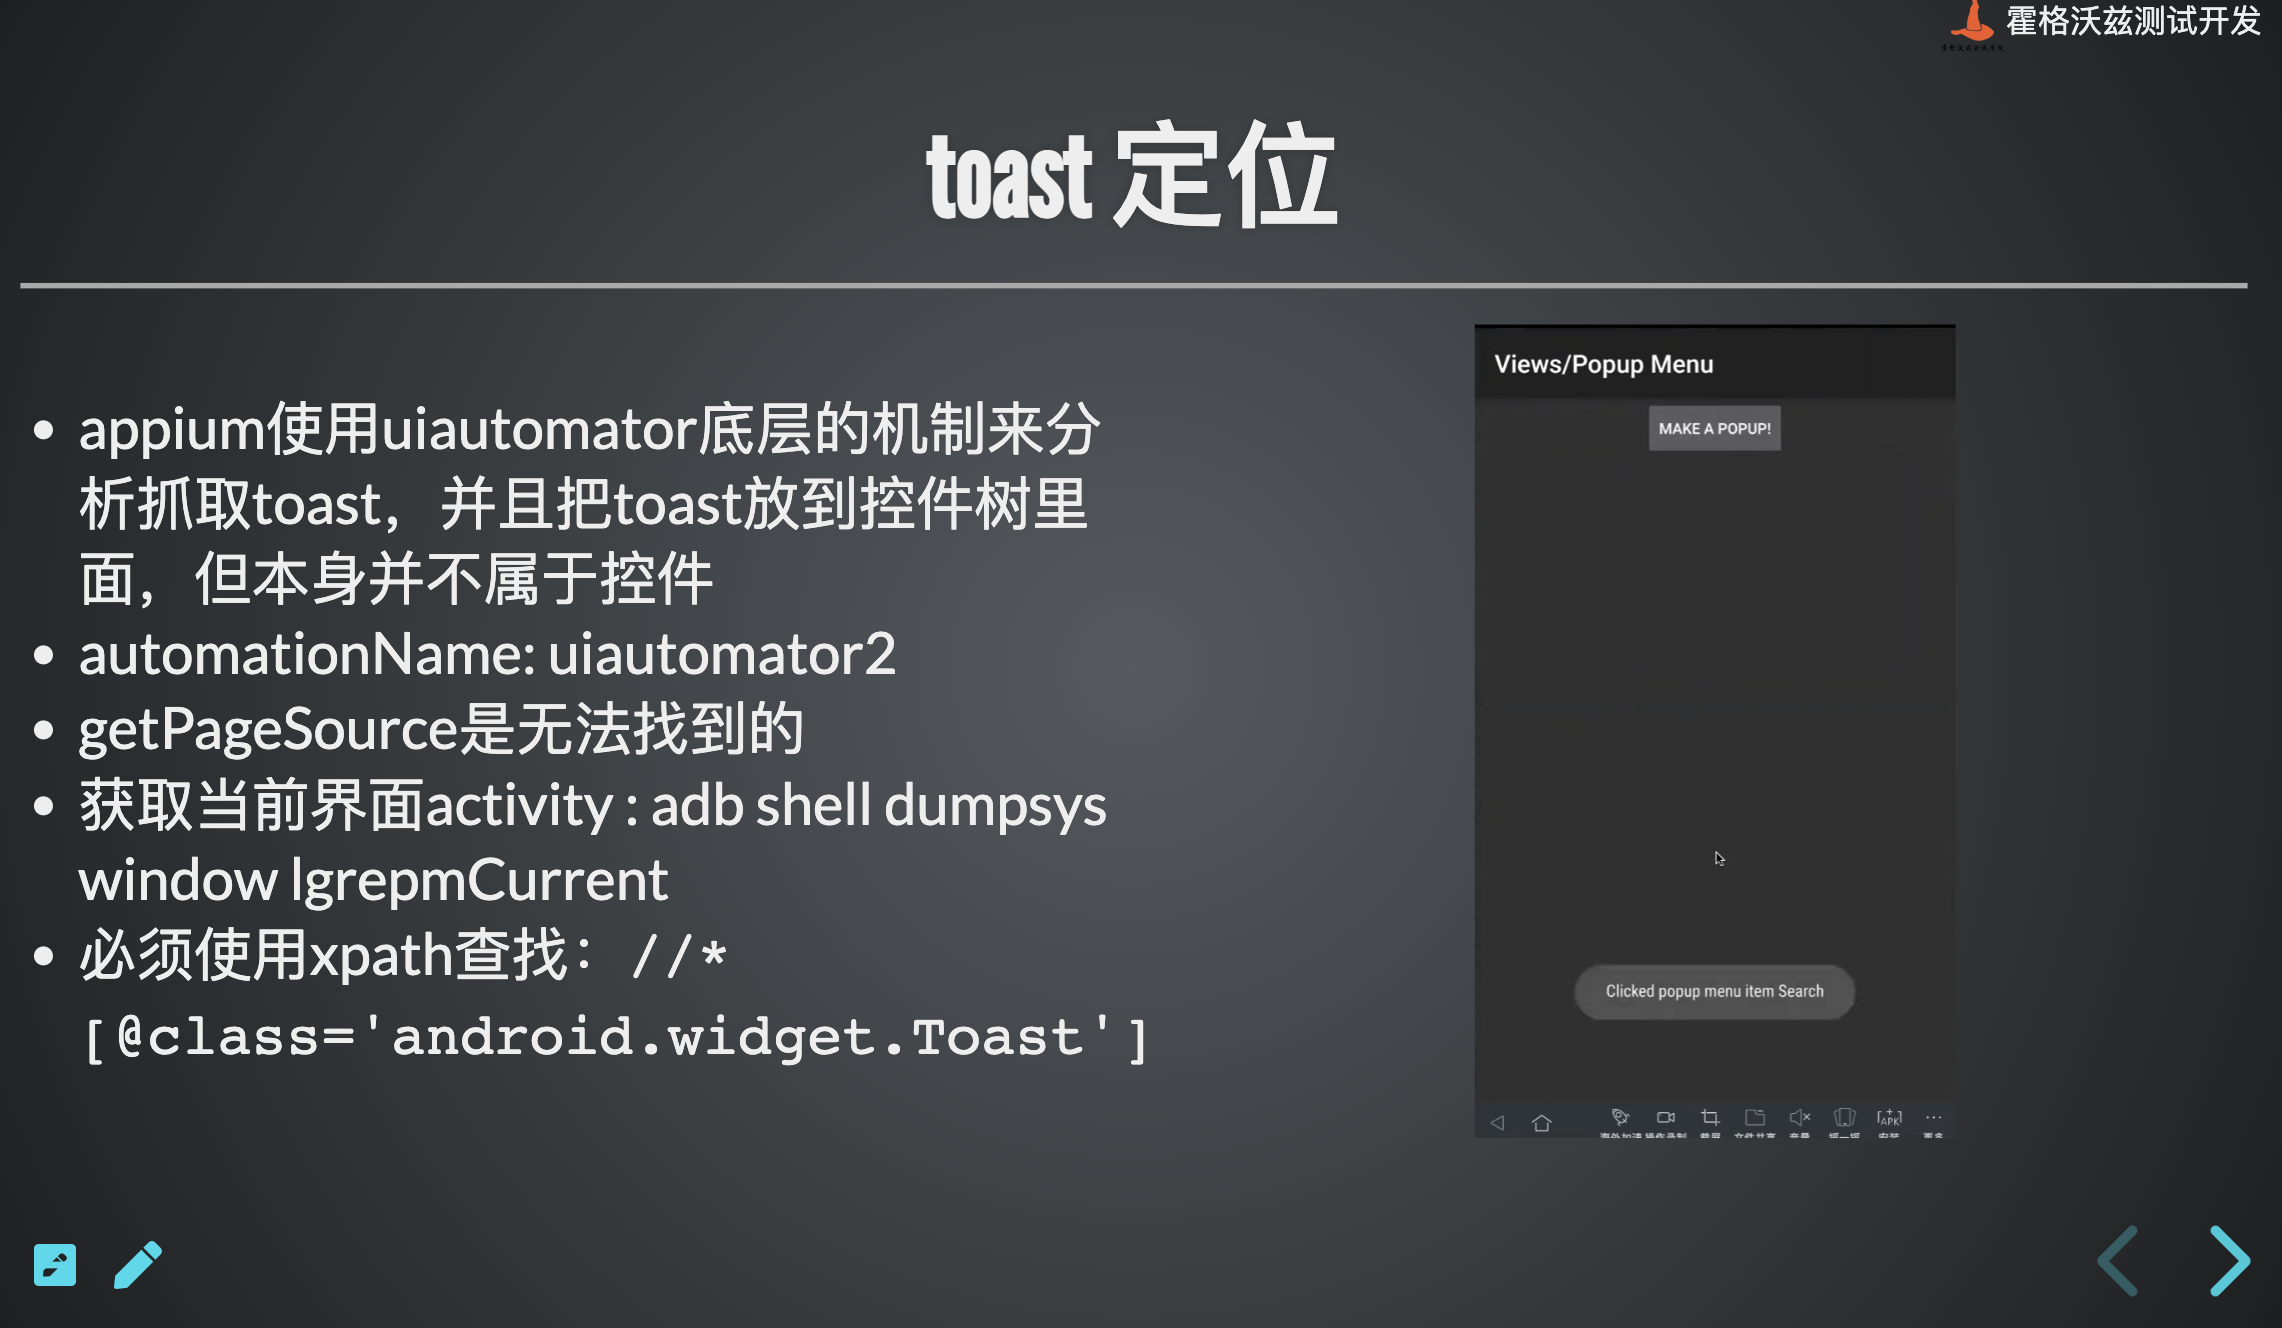 霍格沃兹测试开发
toast 定位
appium使用uiautomator底层的机制来分
析抓取toast，并且把toast放到控件树里
面，但本身并不属于控件
automationName: uiautomator2
getPageSource是无法找到的
获取当前界面activity : adb shell dumpsys
window lgrepmCurrent
必须使用xpath查找：//*
[@class='android.widget.Toast']
Views/Popup Menu
MAKE A POPUP!
Clicked popup menu item Search
APK